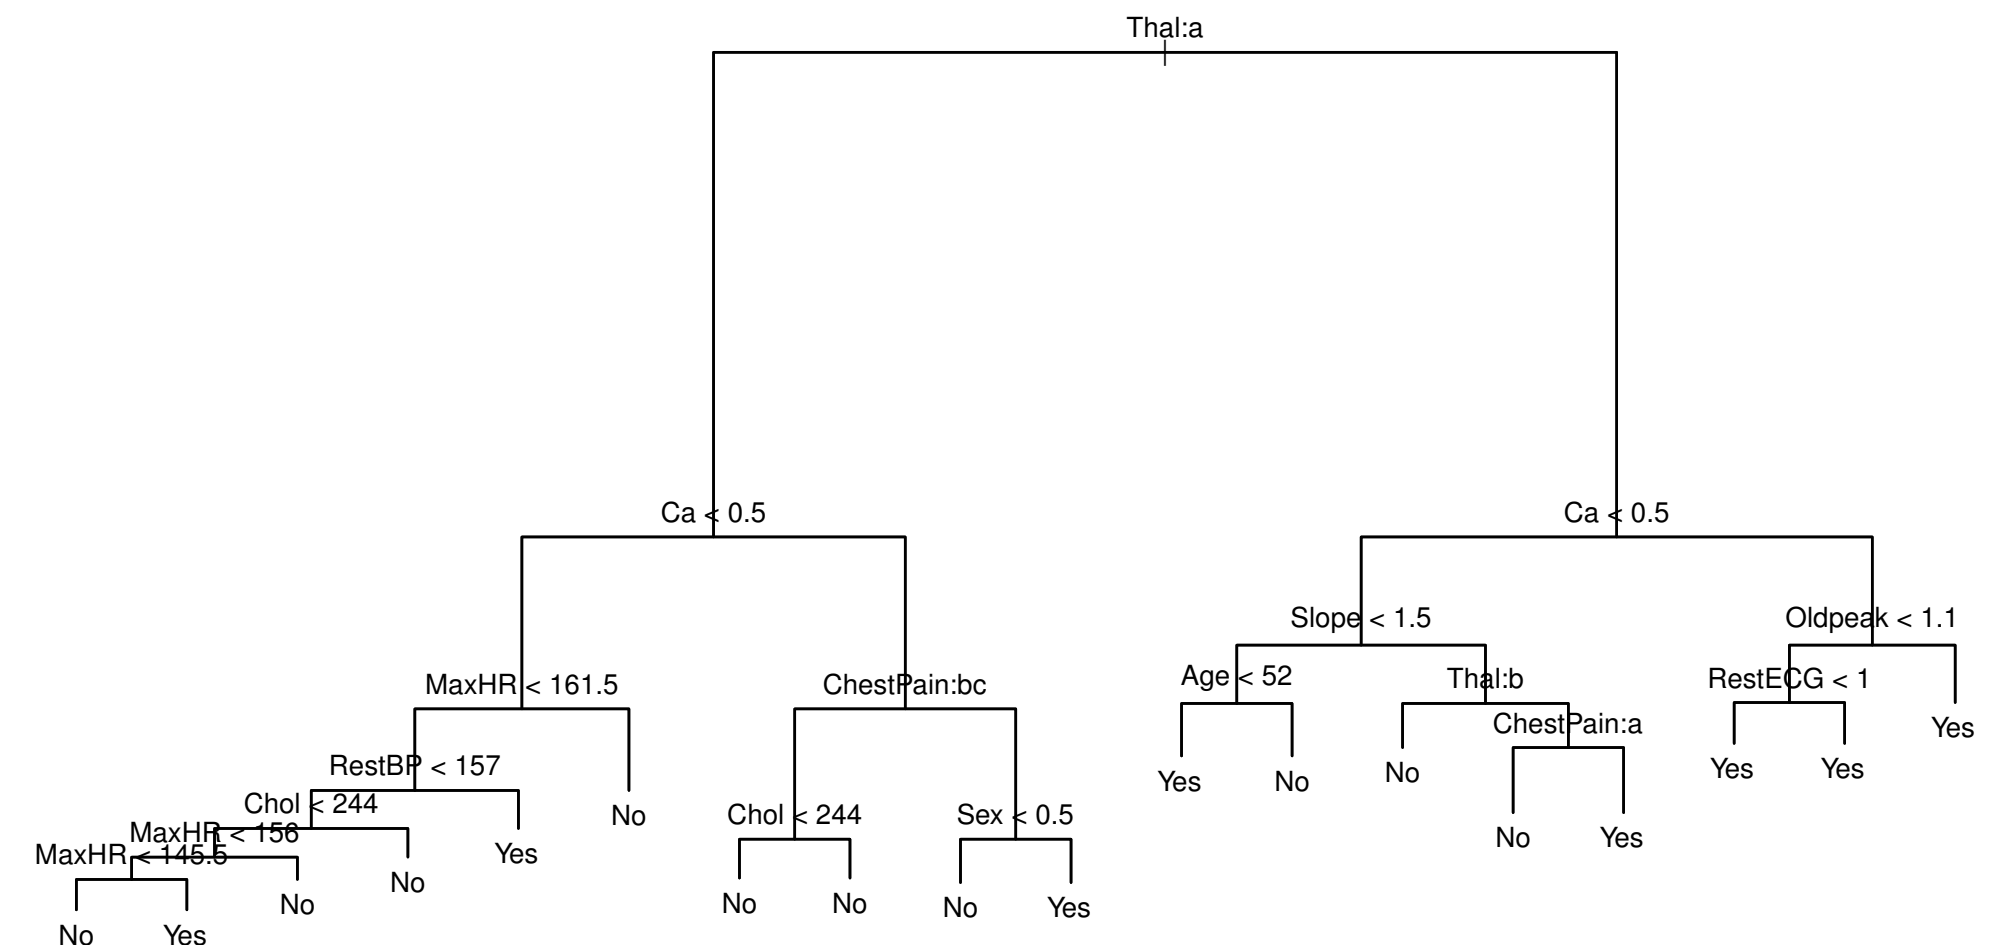 Thal:a
Ca < 0.5
Ca < 0.5
Slope < 1.5
Oldpeak < 1.1
MaxHR < 161.5
ChestPain:bc
Age < 52
Thal:b
RestECG < 1
ChestPain:a
Yes
RestBP < 157
Yes
No
No
Yes
Yes
Chol < 244
No
Chol < 244
Sex < 0.5
No
Yes
MaxHR < 156
MaxHR < 145.5
Yes
No
No
No
No
No
Yes
No
Yes